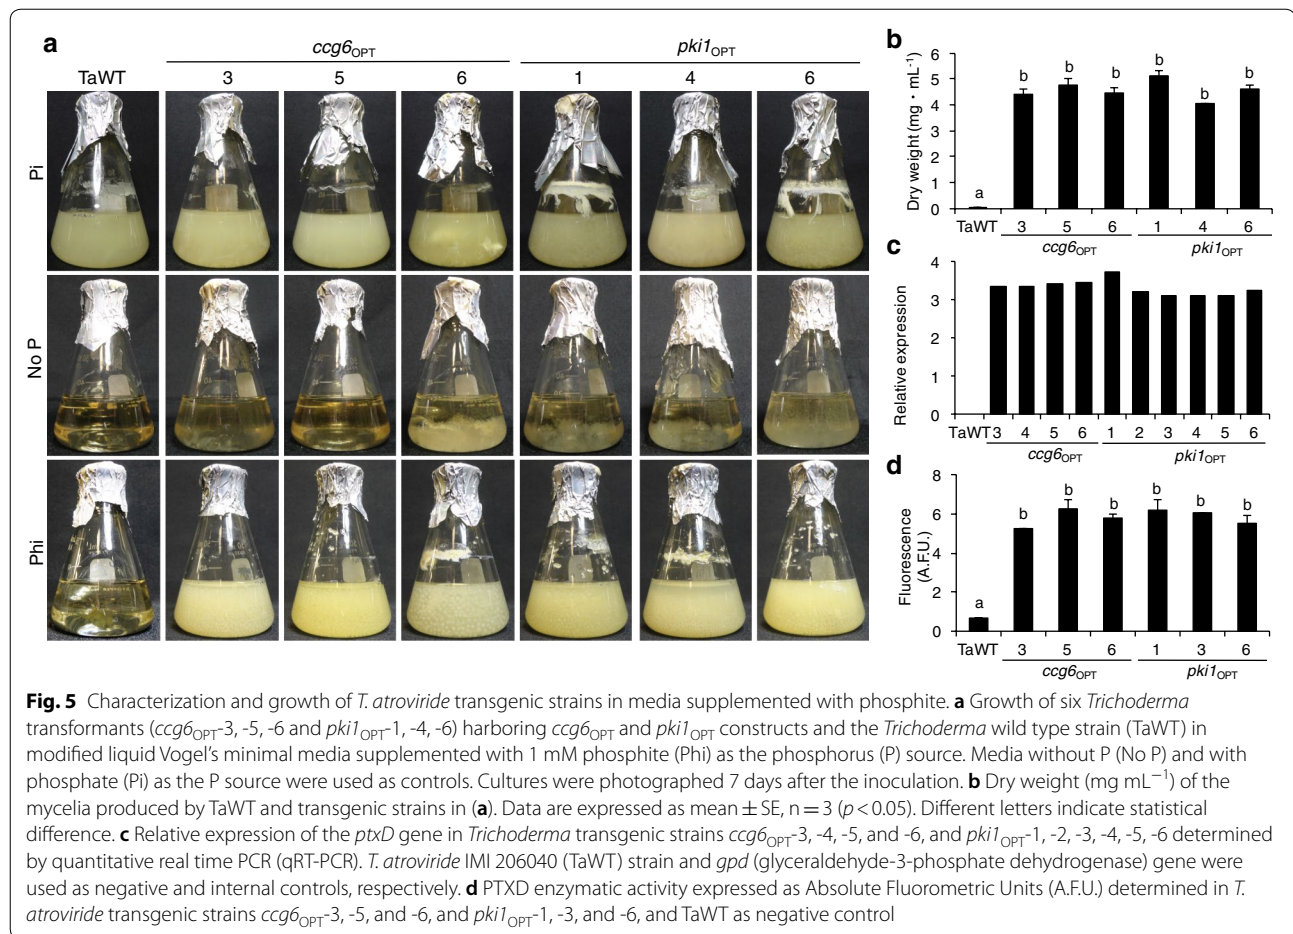 a
ccg6OPT pki1OPT
TaWT 3 5 6 1 4 6
Pi
No P
Phi
b
Dry weight (mg・mL-1)
6
5
4
3
2
1
0
a b b b b b b
TaWT 3 5 6 1 4 6
ccg6OPT pki1OPT
c
Relative expression
4
3
2
1
0
TaWT 3 4 5 6 1 2 3 4 5 6
ccg6OPT pki1OPT
d
Fluorescence
(A.F.U.)
8
6
4
2
0
a b b b b b b
TaWT 3 5 6 1 3 6
ccg6OPT pki1OPT
Fig. 5 Characterization and growth of T. atroviride transgenic strains in media supplemented with phosphite. a Growth of six Trichoderma
transformants (ccg6OPT-3, -5, -6 and pki1OPT-1, -4, -6) harboring ccg6OPT and pki1OPT constructs and the Trichoderma wild type strain (TaWT) in
modified liquid Vogel's minimal media supplemented with 1 mM phosphite (Phi) as the phosphorus (P) source. Media without P (No P) and with
phosphate (Pi) as the P source were used as controls. Cultures were photographed 7 days after the inoculation. b Dry weight (mg mL−1) of the
mycelia produced by TaWT and transgenic strains in (a). Data are expressed as mean ± SE, n = 3 (p < 0.05). Different letters indicate statistical
difference. c Relative expression of the ptxD gene in Trichoderma transgenic strains ccg6OPT-3, -4, -5, and -6, and pki1OPT-1, -2, -3, -4, -5, -6 determined
by quantitative real time PCR (qRT-PCR). T. atroviride IMI 206040 (TaWT) strain and gpd (glyceraldehyde-3-phosphate dehydrogenase) gene were
used as negative and internal controls, respectively. d PTXD enzymatic activity expressed as Absolute Fluorometric Units (A.F.U.) determined in T.
atroviride transgenic strains ccg6OPT-3, -5, and -6, and pki1OPT-1, -3, and -6, and TaWT as negative control